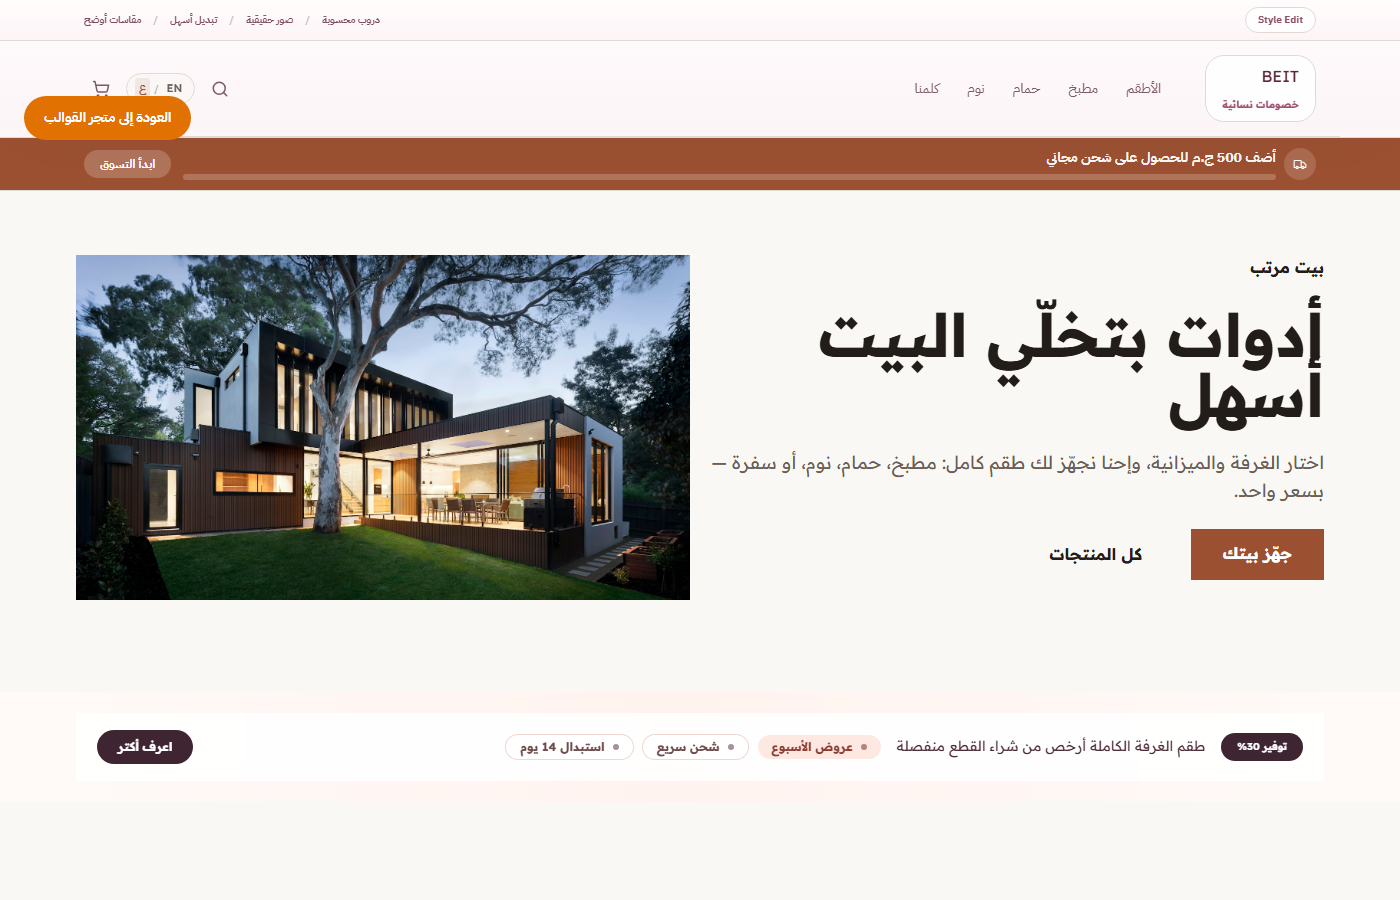 Style Edit
دروب محسوبة / صور حقيقية / تبديل أسهل / مقاسات أوضح
BEIT
خصومات نسائية
الأطقم
مطبخ
حمام
نوم
كلمنا
EN / ع
العودة إلى متجر القوالب
أضف 500 ج.م للحصول على شحن مجاني
ابدأ التسوق
بيت مرتب
أدوات بتخلّي البيت
أسهل
اختار الغرفة والميزانية، وإحنا نجهّز لك طقم كامل: مطبخ، حمام، نوم، أو سفرة —
بسعر واحد.
جهّز بيتك
كل المنتجات
توفير 30%
طقم الغرفة الكاملة أرخص من شراء القطع منفصلة
عروض الأسبوع
شحن سريع
استبدال 14 يوم
اعرف أكتر